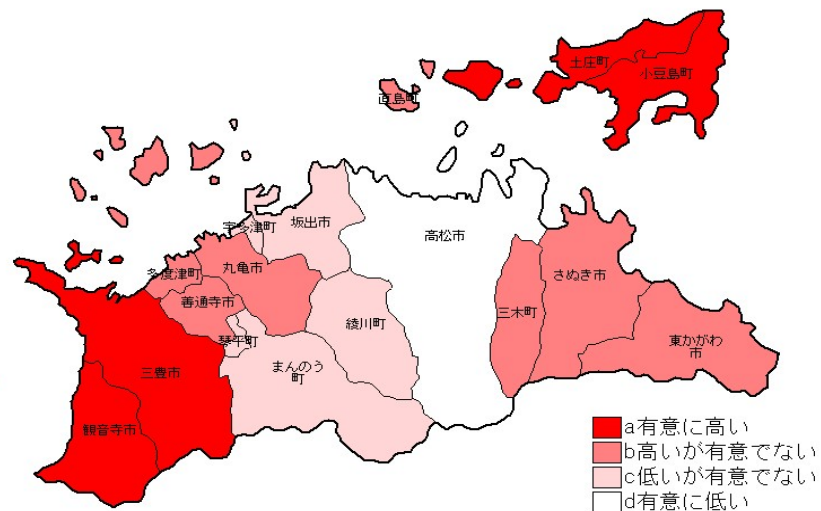 土庄町
小豆島町
直島町
宇多津町
坂出市
高松市
多度津町
丸亀市
さぬき市
善通寺市
三木町
綾川町
琴平町
東かがわ
市
まんのう
町
三豊市
観音寺市
a有意に高い
b高いが有意でない
c低いが有意でない
d有意に低い